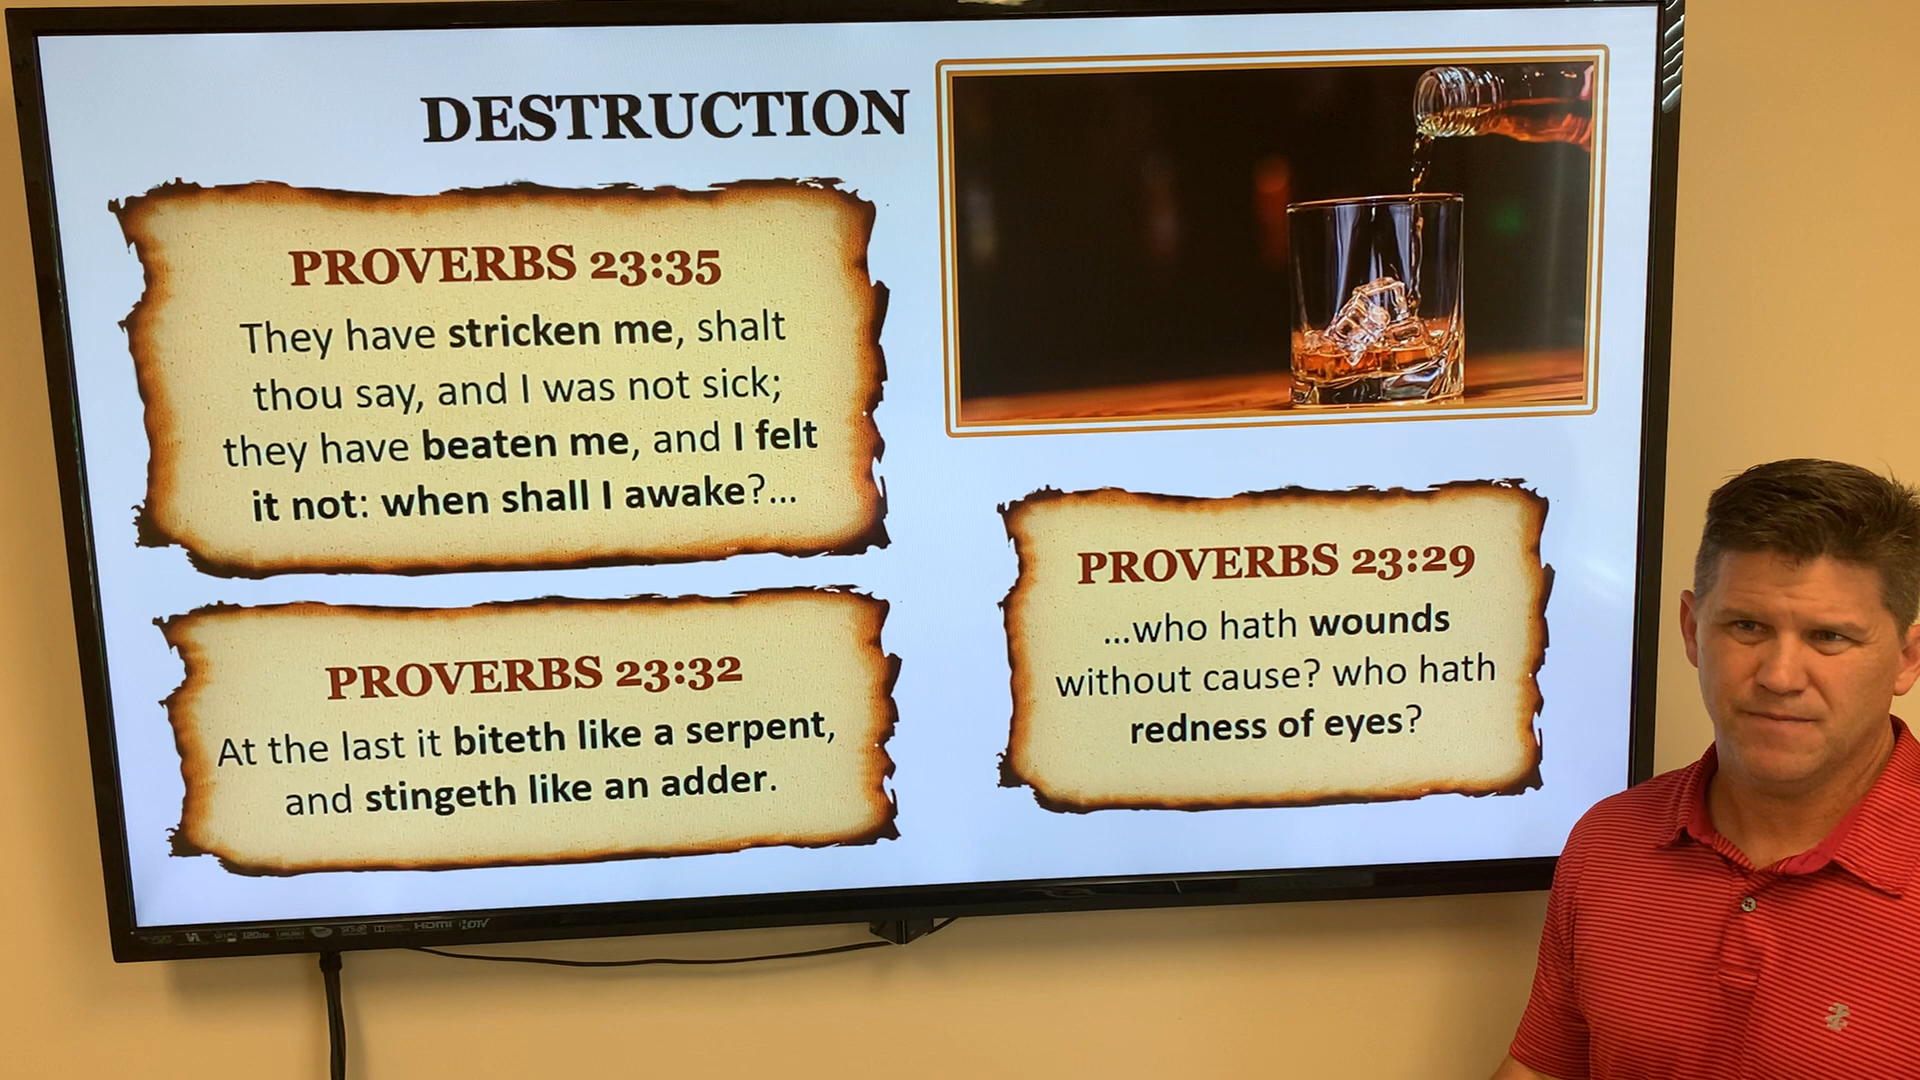 DESTRUCTION
PROVERBS 23:35
They have stricken me, shalt
thou say, and I was not sick;
they have beaten me, and I felt
it not: when shall I awake?...
PROVERBS 23:32
At the last it biteth like a serpent,
and stingeth like an adder.
PROVERBS 23:29
...who hath wounds
without cause? who hath
redness of eyes?
HDMI HDTV